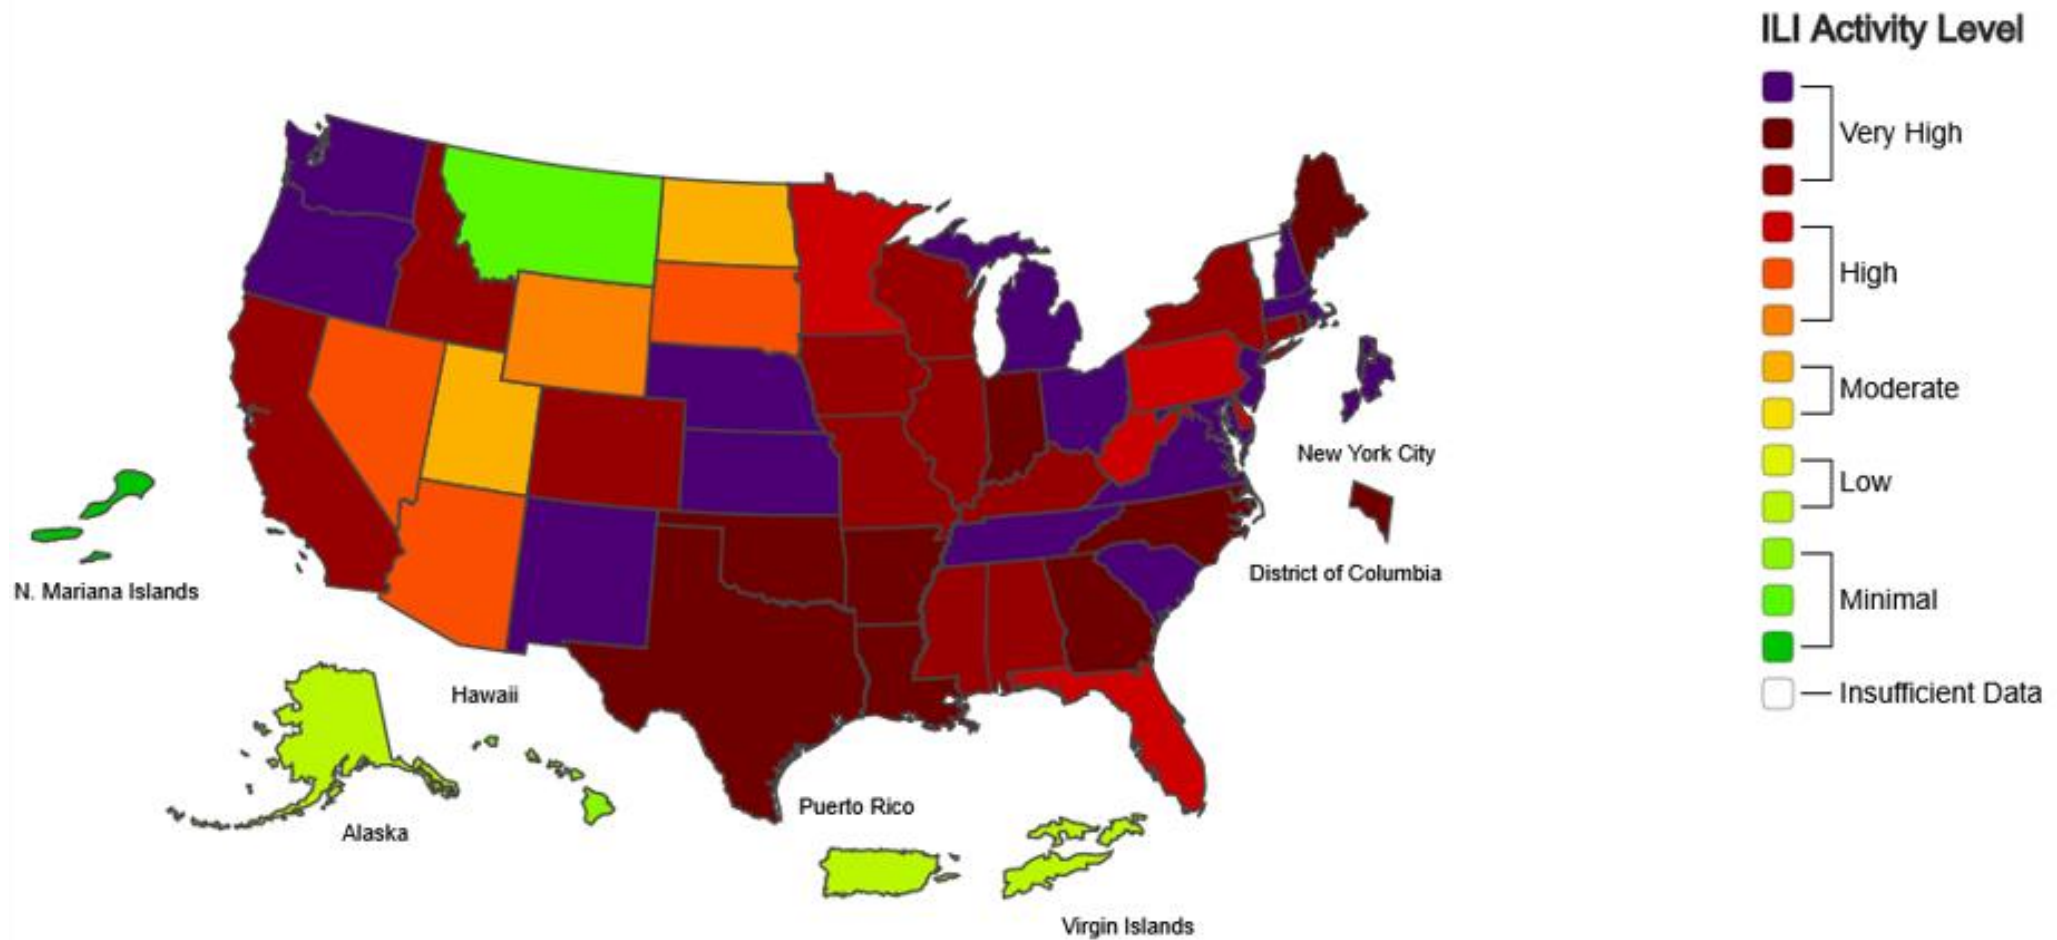 ILI Activity Level
Very High
High
Moderate
Low
Minimal
Insufficient Data
New York City
District of Columbia
N. Mariana Islands
Hawaii
Alaska
Puerto Rico
Virgin Islands